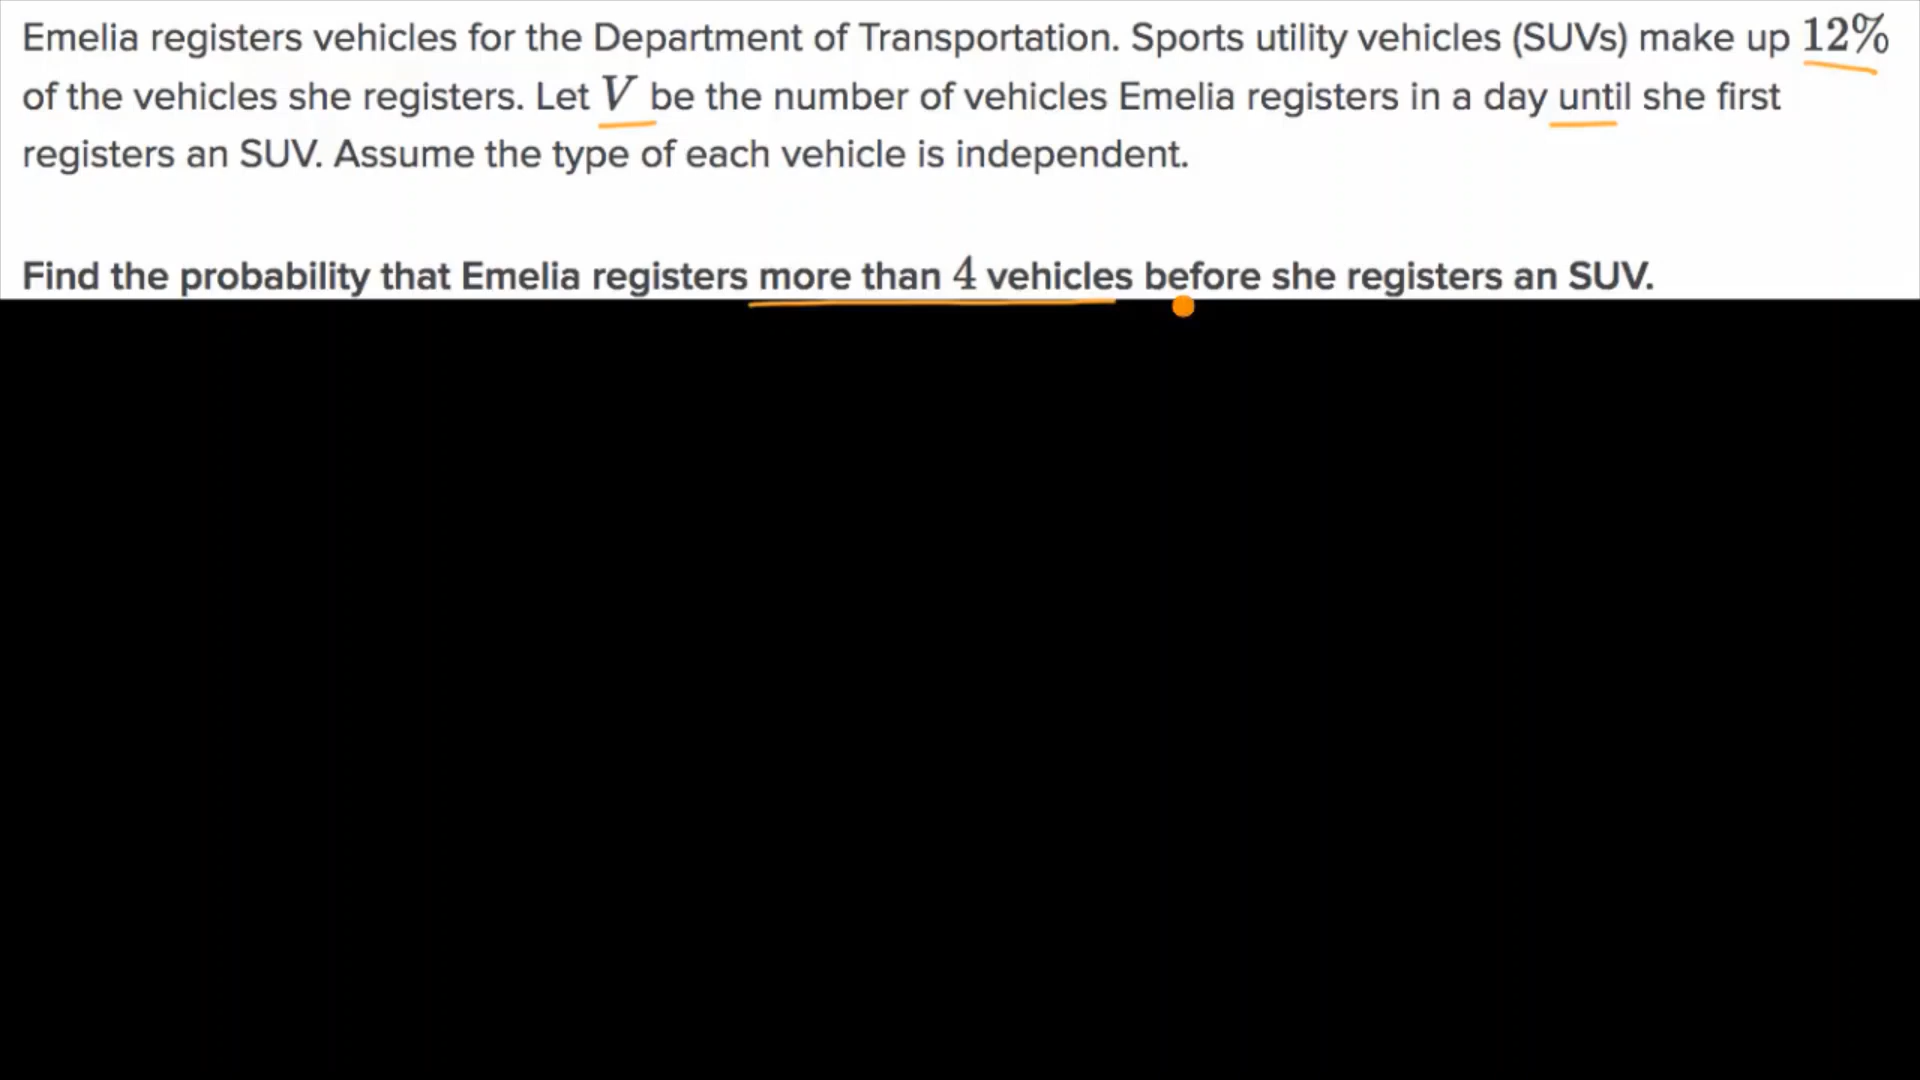 Emelia registers vehicles for the Department of Transportation. Sports utility vehicles (SUVs) make up 12%
of the vehicles she registers. Let V be the number of vehicles Emelia registers in a day until she first
registers an SUV. Assume the type of each vehicle is independent.
Find the probability that Emelia registers more than 4 vehicles before she registers an SUV.